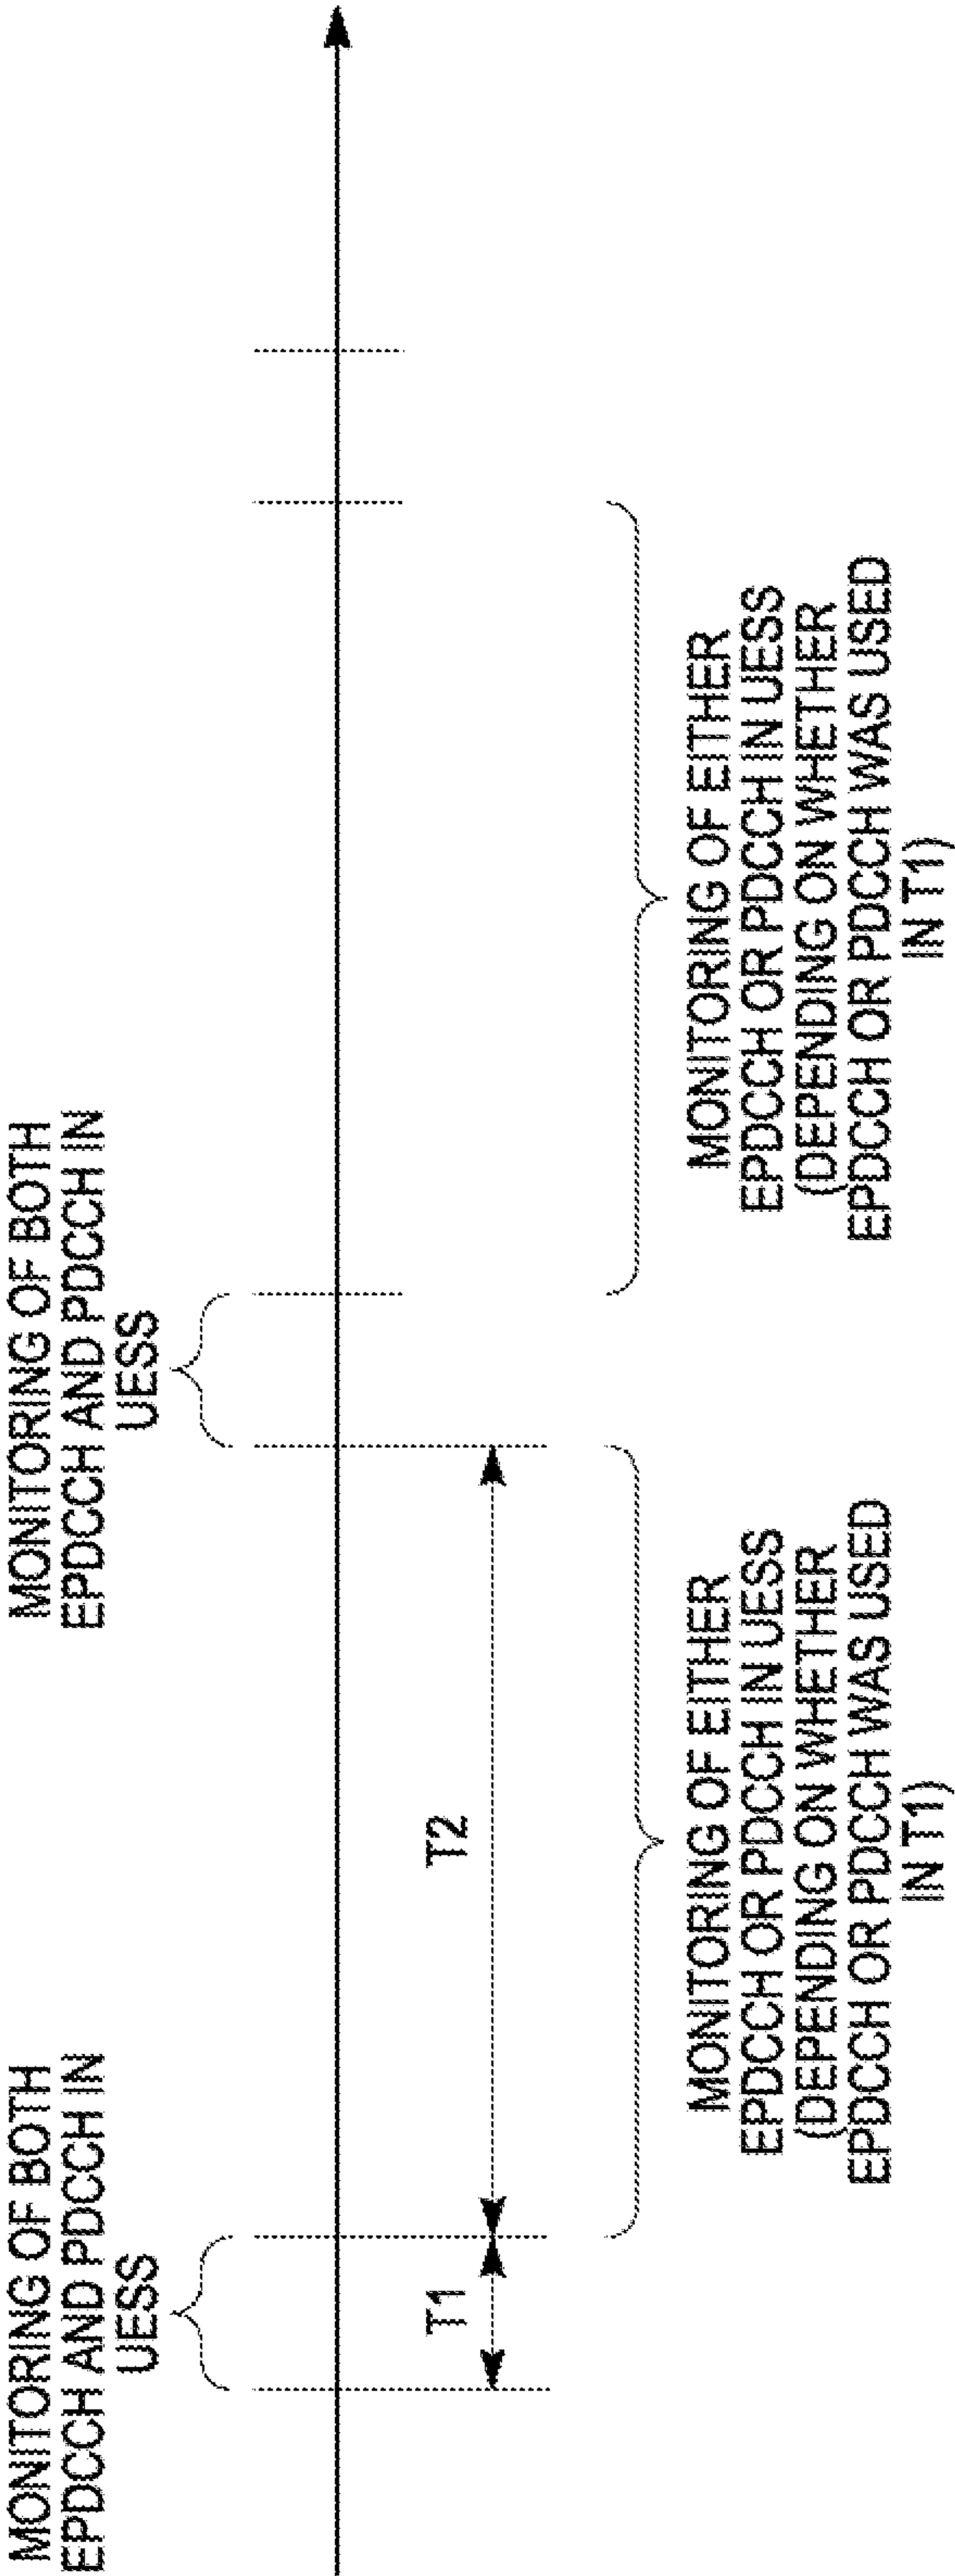 MONITORING OF BOTH
EPDCCH AND PDCCH IN
UESS
MONITORING OF BOTH
EPDCCH AND PDCCH IN
UESS
T1
T2
MONITORING OF EITHER
EPDCCH OR PDCCH IN UESS
(DEPENDING ON WHETHER
EPDCCH OR PDCCH WAS USED
IN T1)
MONITORING OF EITHER
EPDCCH OR PDCCH IN UESS
(DEPENDING ON WHETHER
EPDCCH OR PDCCH WAS USED
IN T1)